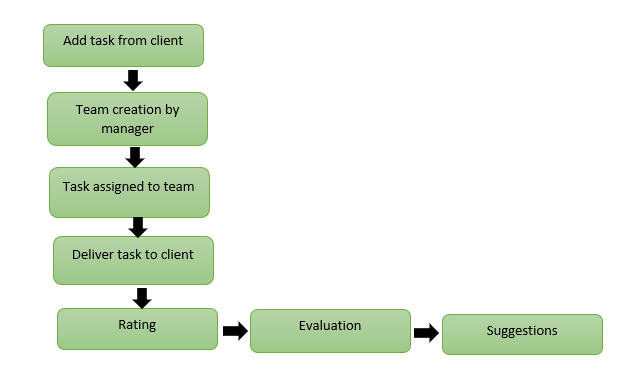 Add task from client
Team creation by
manager
Task assigned to team
Deliver task to client
Rating
Evaluation
Suggestions